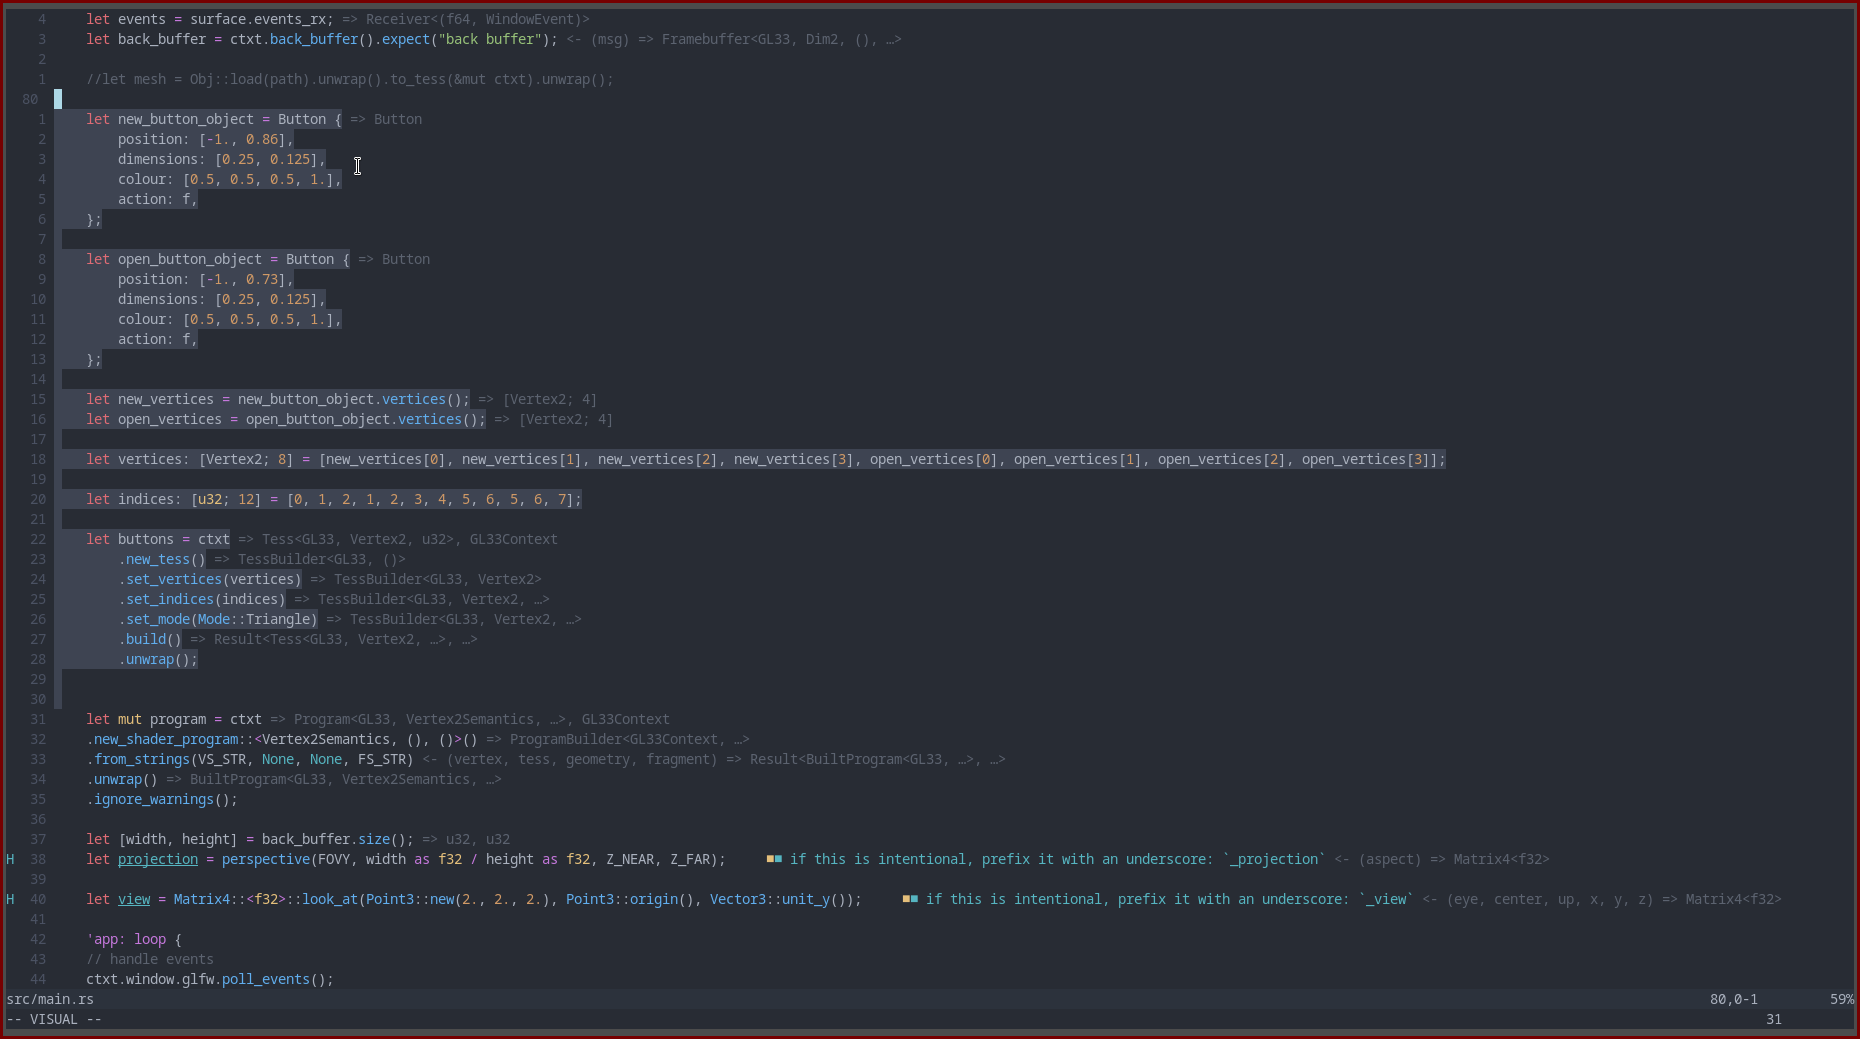 4 let events = surface.events_rx; => Receiver<(f64, WindowEvent)>
3 let back_buffer = ctxt.back_buffer().expect("back buffer"); <- (msg) => Framebuffer<GL33, Dim2, (), …>
2
1 //let mesh = Obj::load(path).unwrap().to_tess(&mut ctxt).unwrap();
80
1 let new_button_object = Button { => Button
2 position: [-1., 0.86],
3 dimensions: [0.25, 0.125],
4 colour: [0.5, 0.5, 0.5, 1.],
5 action: f,
6 };
7
8 let open_button_object = Button { => Button
9 position: [-1., 0.73],
10 dimensions: [0.25, 0.125],
11 colour: [0.5, 0.5, 0.5, 1.],
12 action: f,
13 };
14
15 let new_vertices = new_button_object.vertices(); => [Vertex2; 4]
16 let open_vertices = open_button_object.vertices(); => [Vertex2; 4]
17
18 let vertices: [Vertex2; 8] = [new_vertices[0], new_vertices[1], new_vertices[2], new_vertices[3], open_vertices[0], open_vertices[1], open_vertices[2], open_vertices[3]];
19
20 let indices: [u32; 12] = [0, 1, 2, 1, 2, 3, 4, 5, 6, 5, 6, 7];
21
22 let buttons = ctxt => Tess<GL33, Vertex2, u32>, GL33Context
23 .new_tess() => TessBuilder<GL33, ()>
24 .set_vertices(vertices) => TessBuilder<GL33, Vertex2>
25 .set_indices(indices) => TessBuilder<GL33, Vertex2, …>
26 .set_mode(Mode::Triangle) => TessBuilder<GL33, Vertex2, …>
27 .build() => Result<Tess<GL33, Vertex2, …>, …>
28 .unwrap();
29
30
31 let mut program = ctxt => Program<GL33, Vertex2Semantics, …>, GL33Context
32 .new_shader_program::<Vertex2Semantics, (), ()>() => ProgramBuilder<GL33Context, …>
33 .from_strings(VS_STR, None, None, FS_STR) <- (vertex, tess, geometry, fragment) => Result<BuiltProgram<GL33, …>, …>
34 .unwrap() => BuiltProgram<GL33, Vertex2Semantics, …>
35 .ignore_warnings();
36
37 let [width, height] = back_buffer.size(); => u32, u32
H 38 let projection = perspective(FOVY, width as f32 / height as f32, Z_NEAR, Z_FAR); ■■ if this is intentional, prefix it with an underscore: `_projection` <- (aspect) => Matrix4<f32>
39
H 40 let view = Matrix4::<f32>::look_at(Point3::new(2., 2., 2.), Point3::origin(), Vector3::unit_y()); ■■ if this is intentional, prefix it with an underscore: `_view` <- (eye, center, up, x, y, z) => Matrix4<f32>
41
42 'app: loop {
43 // handle events
44 ctxt.window.glfw.poll_events();
src/main.rs 80,0-1 59%
-- VISUAL -- 31